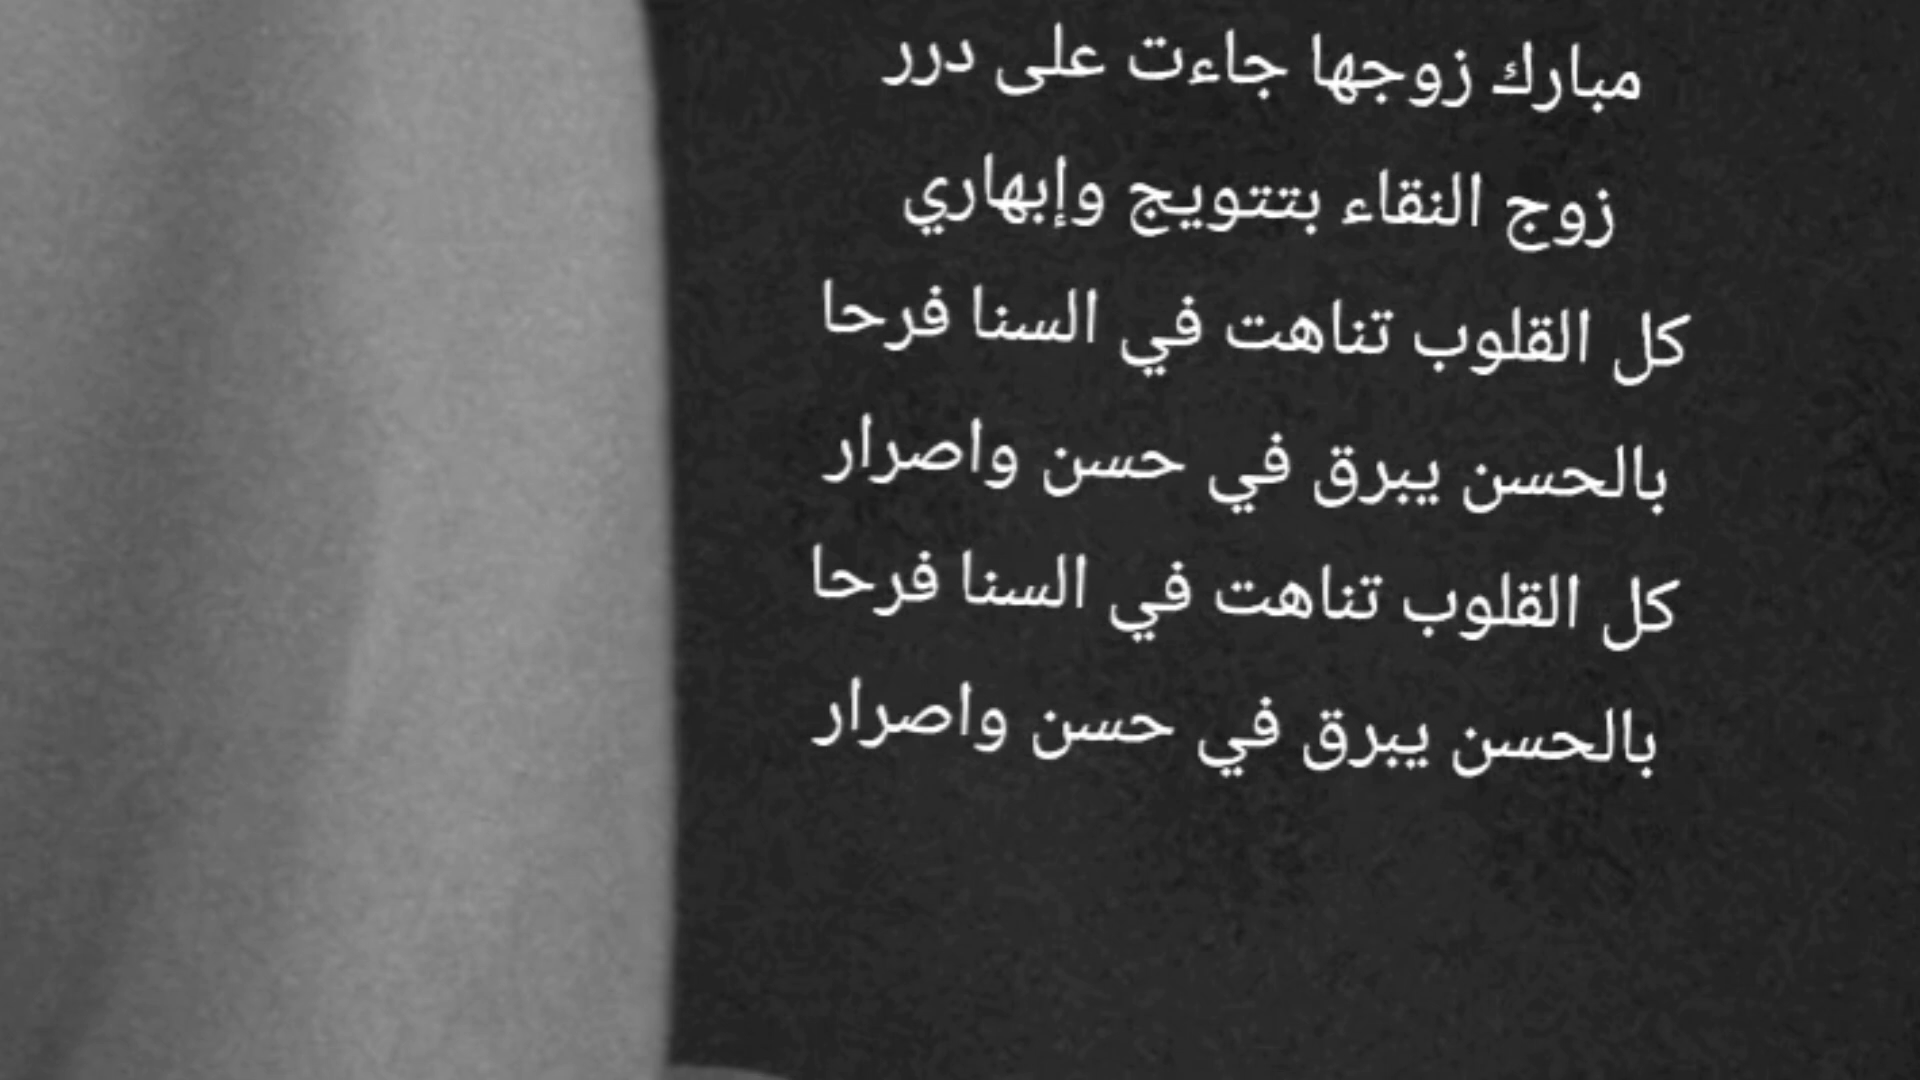 مبارك زوجها جاءت على درر
زوج النقاء بتتويج وإبهاري
كل القلوب تناهت في السنا فرحا
بالحسن يبرق في حسن واصرار
كل القلوب تناهت في السنا فرحا
بالحسن يبرق في حسن واصرار